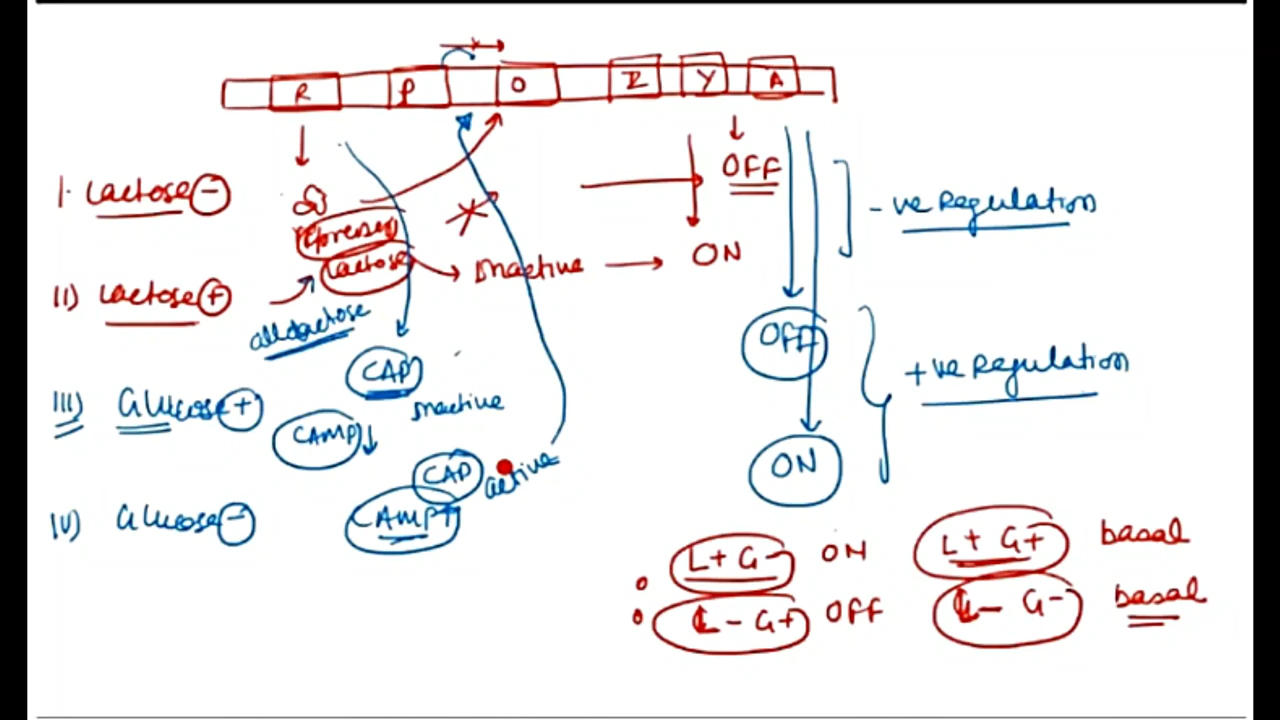 R P O Z Y A
I. Lactose - OFF
repressor
-ve Regulation
Lactose Inactive ON
II) Lactose +
allolactose
OFF
CAP
+ve Regulation
III) Glucose + Inactive
CAMP↓
CAP active ON
IV) Glucose - CAMP↑
L+ G- ON L+ G+ basal
L- G+ OFF L- G- basal